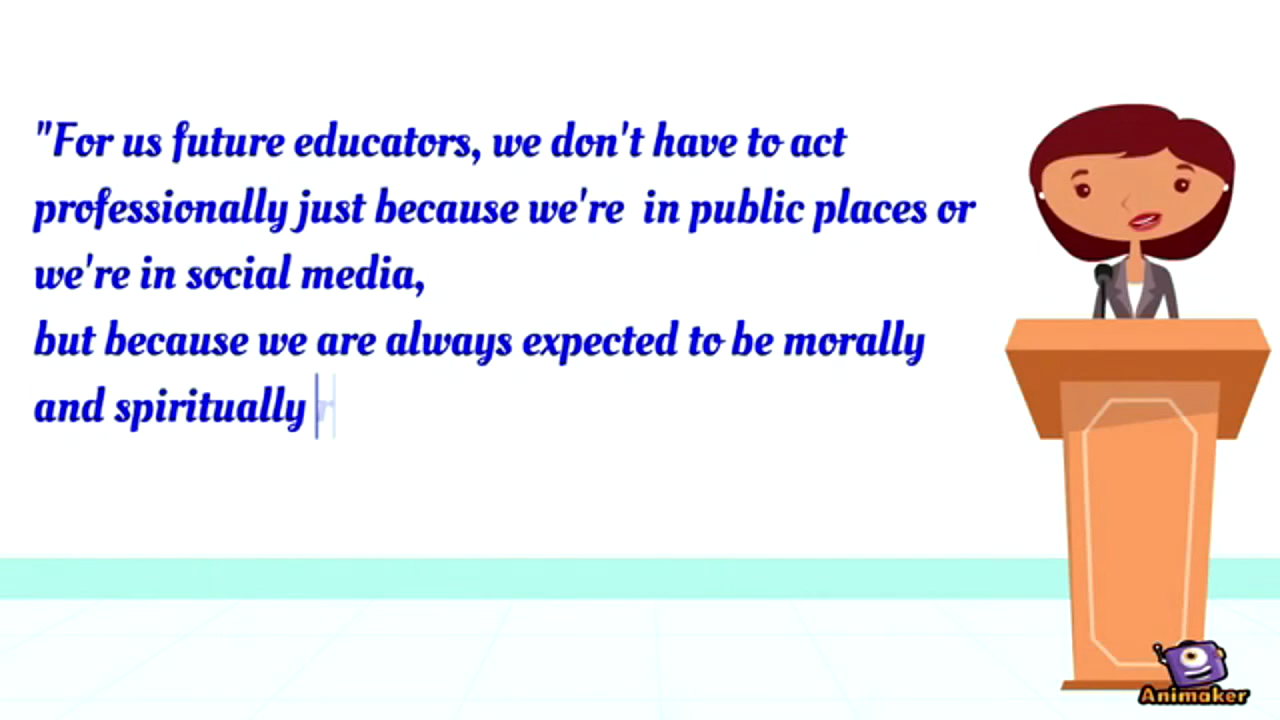 "For us future educators, we don't have to act
professionally just because we're  in public places or
we're in social media,
but because we are always expected to be morally
and spiritually
Animaker